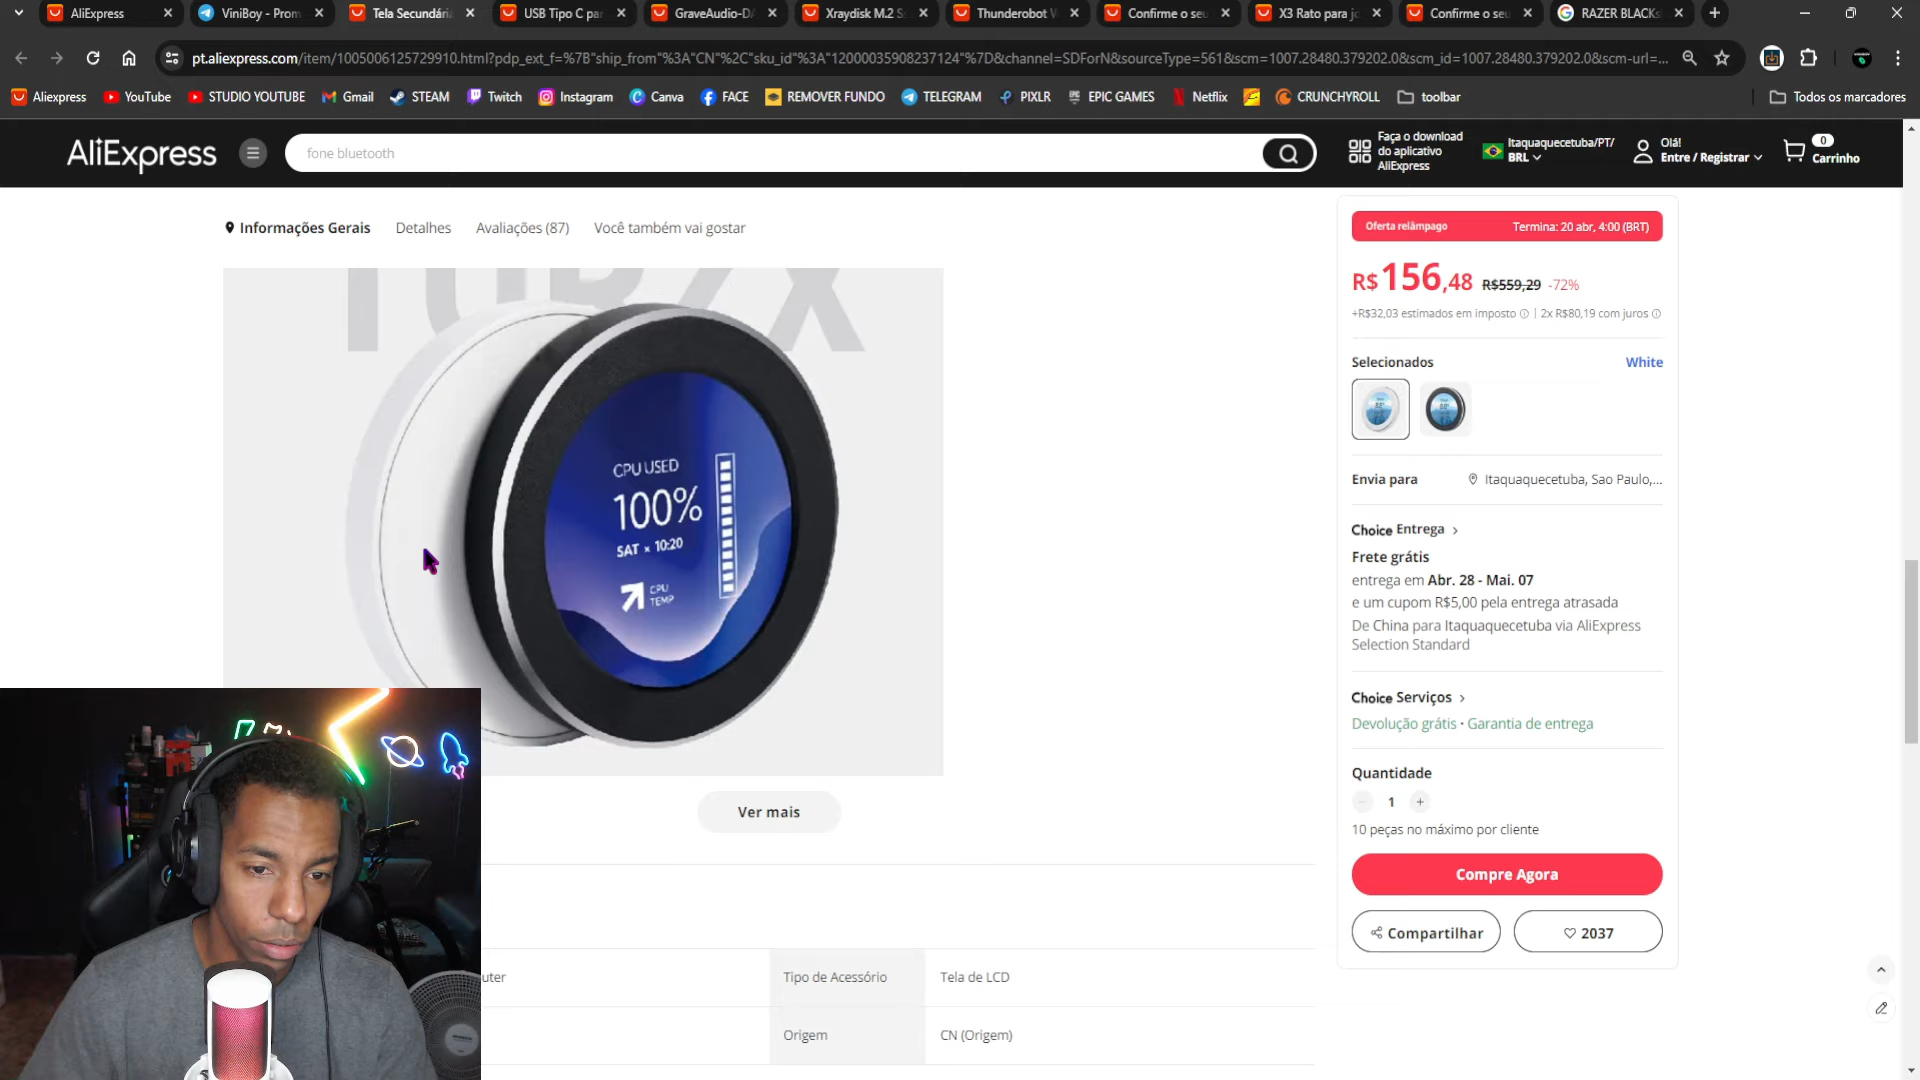 AliExpress
ViniBoy - Prom
Tela Secundári
USB Tipo C pa
GraveAudio-D
Xraydisk M.2 S
Thunderobot
Confirme o seu
X3 Rato para jo
Confirme o seu
RAZER BLACKs
pt.aliexpress.com/item/1005006125729910.html?pdp_ext_f=%7B"ship_from"%3A"CN"%2C"sku_id"%3A"12000035908237124"%7D&channel=SDForN&sourceType=561&scm=1007.28480.379202.0&scm_id=1007.28480.379202.0&scm-url=...
Aliexpress
YouTube
STUDIO YOUTUBE
Gmail
STEAM
Twitch
Instagram
Canva
FACE
REMOVER FUNDO
TELEGRAM
PIXLR
EPIC GAMES
Netflix
CRUNCHYROLL
toolbar
Todos os marcadores
AliExpress
fone bluetooth
Faça o download
do aplicativo
AliExpress
Itaquaquecetuba/PT/
BRL
Olá!
Entre / Registrar
0
Carrinho
Informações Gerais
Detalhes
Avaliações (87)
Você também vai gostar
CPU USED
100%
SAT × 10:20
CPU
TEMP
Ver mais
uter
Tipo de Acessório
Tela de LCD
Origem
CN (Origem)
Oferta relâmpago
Termina: 20 abr, 4:00 (BRT)
R$156,48 R$559,29 -72%
+R$32,03 estimados em imposto | 2x R$80,19 com juros
Selecionados
White
Envia para
Itaquaquecetuba, Sao Paulo,...
Choice Entrega >
Frete grátis
entrega em Abr. 28 - Mai. 07
e um cupom R$5,00 pela entrega atrasada
De China para Itaquaquecetuba via AliExpress
Selection Standard
Choice Serviços >
Devolução grátis · Garantia de entrega
Quantidade
- 1 +
10 peças no máximo por cliente
Compre Agora
Compartilhar
2037